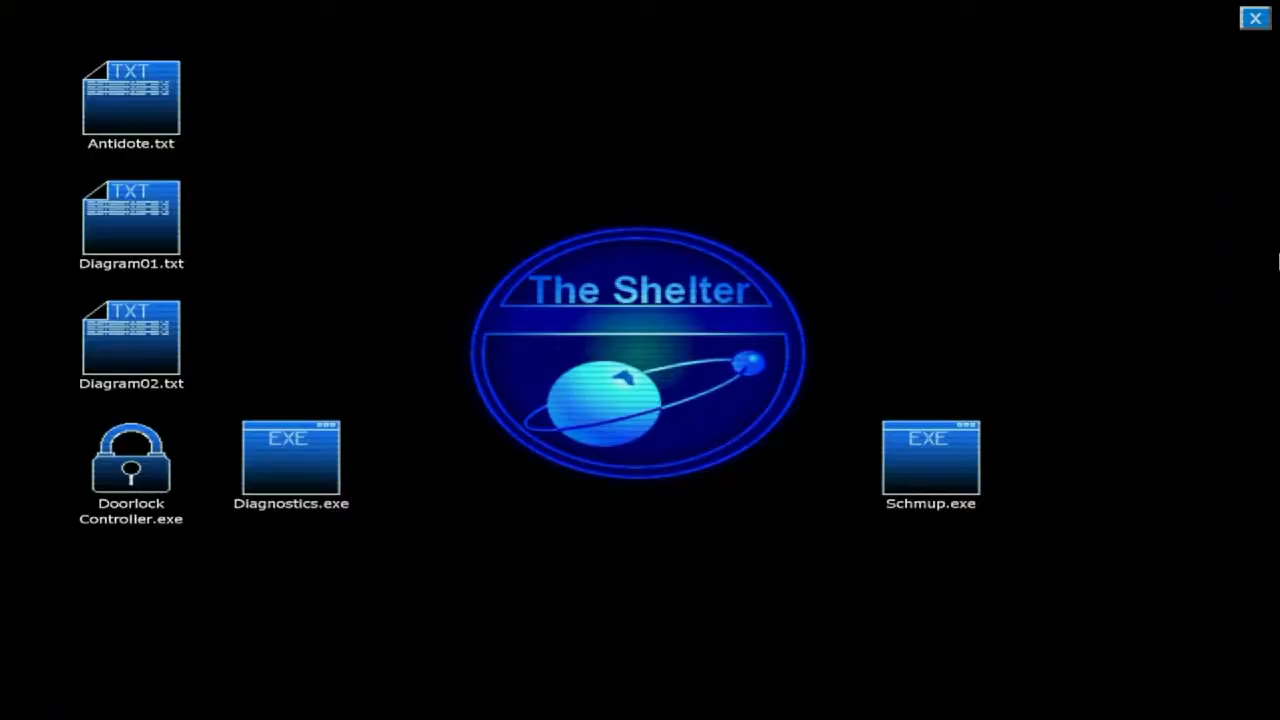 X
TXT
Antidote.txt
TXT
Diagram01.txt
The Shelter
TXT
Diagram02.txt
Doorlock
Controller.exe
EXE
Diagnostics.exe
EXE
Schmup.exe